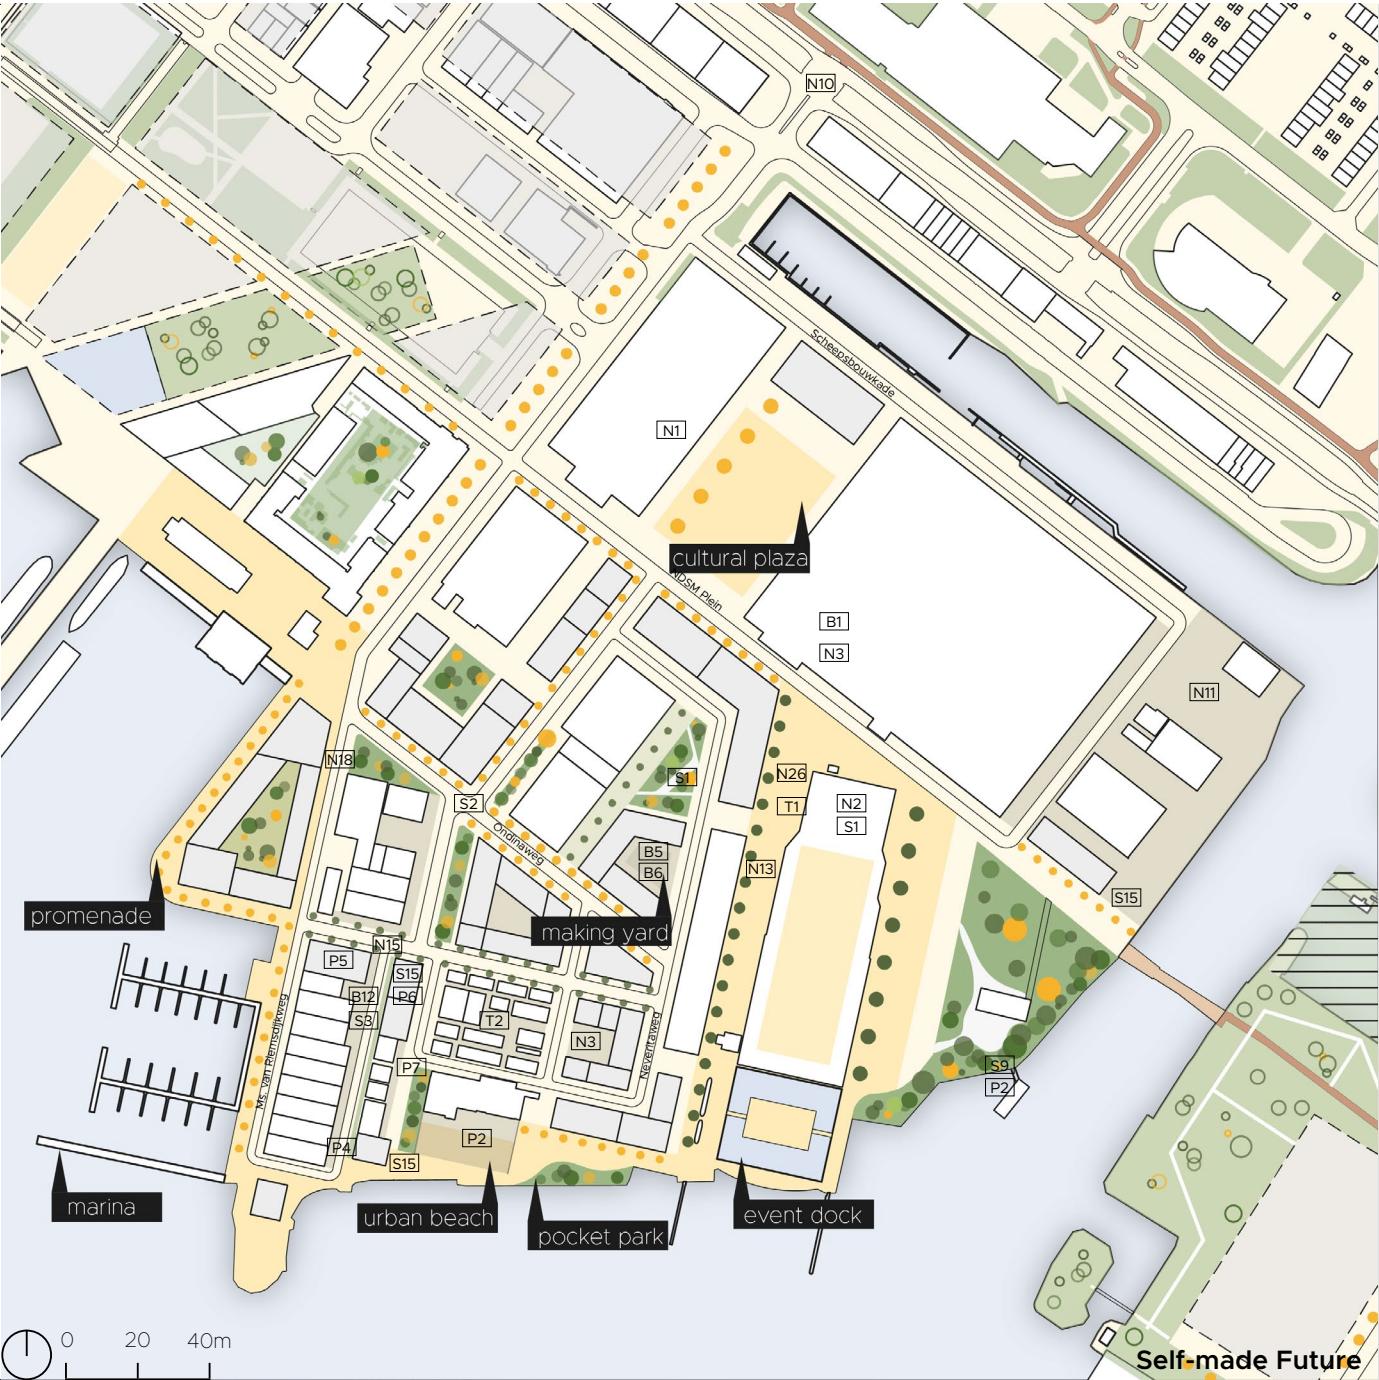 N10
Scheepsbouwkade
N1
cultural plaza
NDSM Plein
B1
N3
N11
N18
S1
N26
S2
T1
N2
S1
Ondinaweg
B5
N13
B6
S15
promenade
making yard
N15
P5
S15
B12
P6
S3
T2
N3
Ms. van Riemsdijkweg
Neveritaweg
P7
S9
P2
P2
P4
S15
marina
urban beach
pocket park
event dock
0 20 40m
Self-made Future